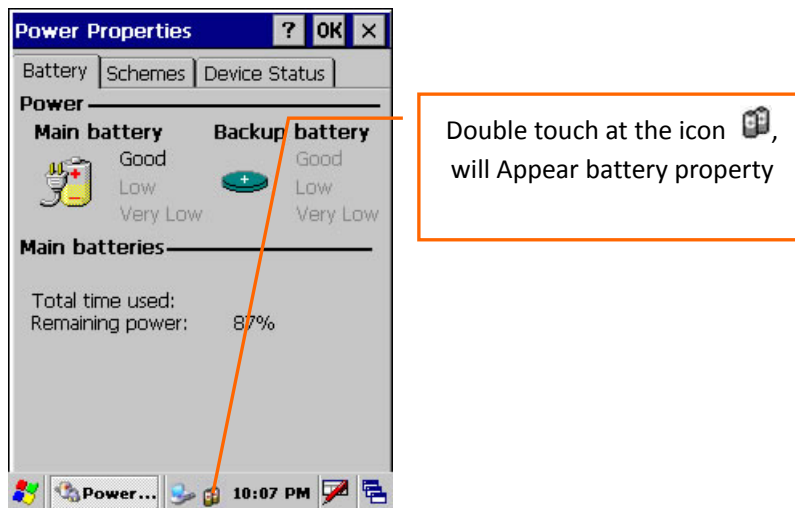 Power Properties ? OK ×
Battery Schemes Device Status
Power
Main battery Backup battery
Good Good
Low Low
Very Low Very Low
Main batteries
Total time used:
Remaining power: 87%
Power... 10:07 PM
Double touch at the icon ,
will Appear battery property